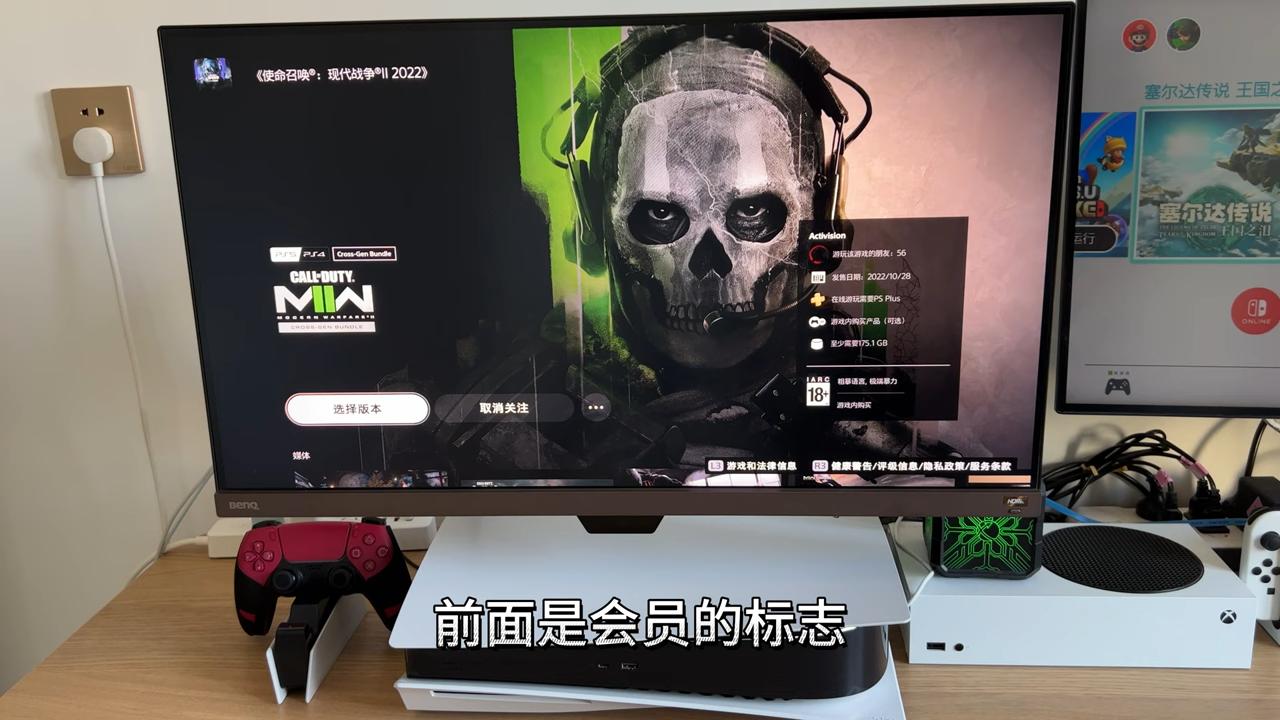 《使命召唤®：现代战争®II 2022》
PS5 PS4 Cross-Gen Bundle
CALL OF DUTY.
MWII
MODERN WARFARE II
CROSS-GEN BUNDLE
选择版本
取消关注
媒体
Activision
游玩该游戏的朋友：56
发售日期：2022/10/28
在线游玩需要PS Plus
游戏内购买产品（可选）
至少需要175.1 GB
IARC
18+
粗暴语言, 极端暴力
游戏内购买
L3 游戏和法律信息
R3 健康警告/评级信息/隐私政策/服务条款
BenQ
塞尔达传说 王国之
塞尔达传说
王国之泪
运行
ONLINE
前面是会员的标志